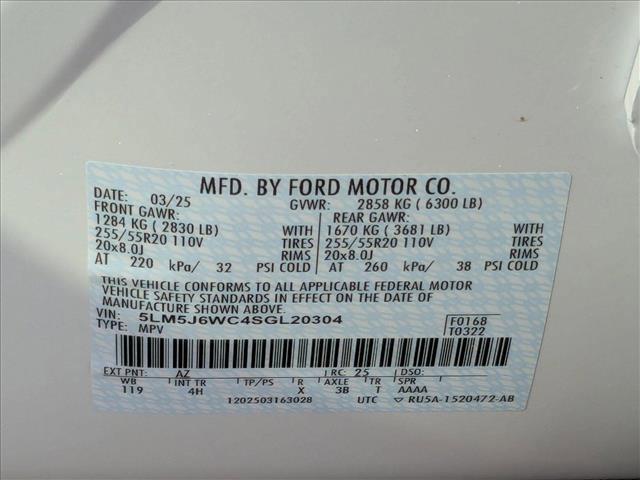 MFD. BY FORD MOTOR CO.
DATE: 03/25 GVWR: 2858 KG ( 6300 LB)
FRONT GAWR: REAR GAWR:
1284 KG ( 2830 LB) WITH 1670 KG ( 3681 LB) WITH
255/55R20 110V TIRES 255/55R20 110V TIRES
20x8.0J RIMS 20x8.0J RIMS
AT 220 kPa/ 32 PSI COLD AT 260 kPa/ 38 PSI COLD
THIS VEHICLE CONFORMS TO ALL APPLICABLE FEDERAL MOTOR
VEHICLE SAFETY STANDARDS IN EFFECT ON THE DATE OF
MANUFACTURE SHOWN ABOVE.
VIN: 5LM5J6WC4SGL20304 F0168
TYPE: MPV T0322
EXT PNT: AZ RC: 25 DSO:
WB INT TR TP/PS R AXLE TR SPR
119 4H X 3B T AAAA
1202503163028 UTC ▽ RU5A-1520472-AB